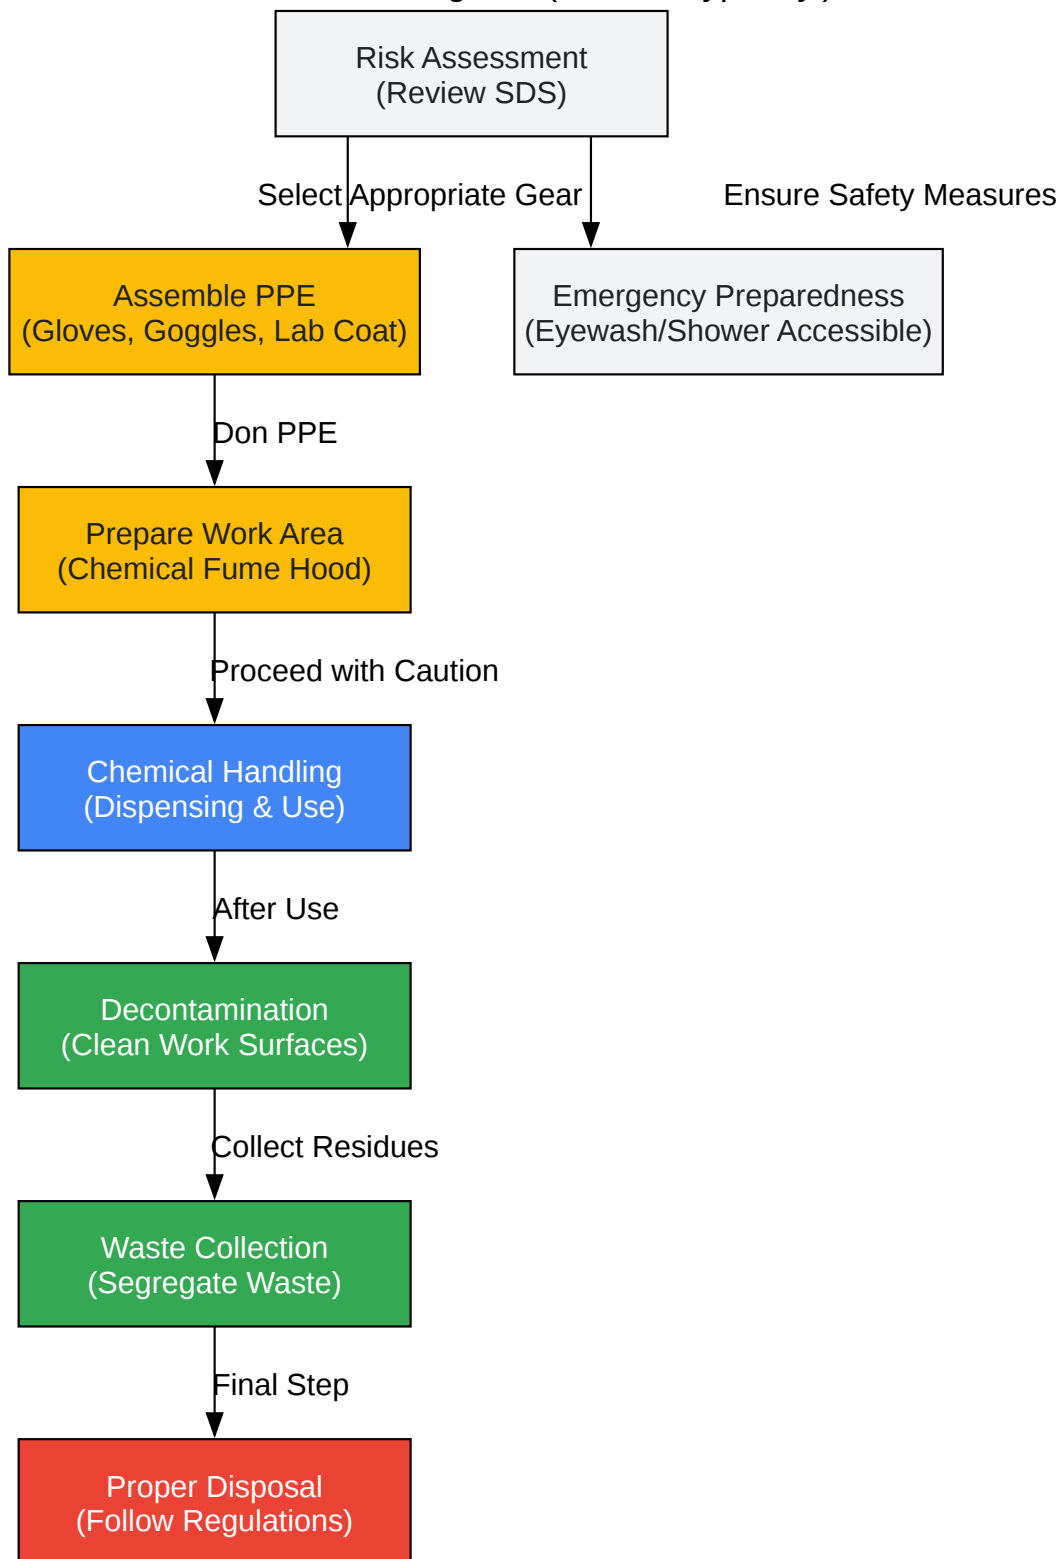 Risk Assessment
(Review SDS)
Select Appropriate Gear
Ensure Safety Measures
Assemble PPE
(Gloves, Goggles, Lab Coat)
Emergency Preparedness
(Eyewash/Shower Accessible)
Don PPE
Prepare Work Area
(Chemical Fume Hood)
Proceed with Caution
Chemical Handling
(Dispensing & Use)
After Use
Decontamination
(Clean Work Surfaces)
Collect Residues
Waste Collection
(Segregate Waste)
Final Step
Proper Disposal
(Follow Regulations)